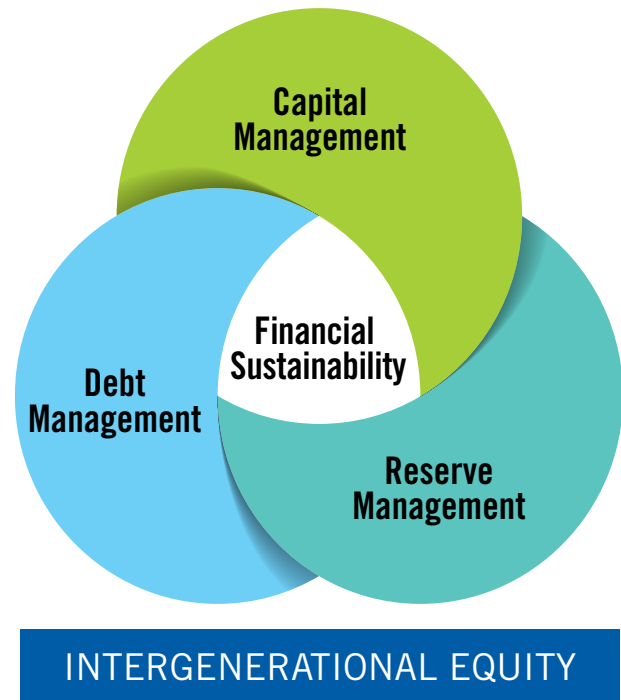 Capital
Management
Financial
Sustainability
Debt
Management
Reserve
Management
INTERGENERATIONAL EQUITY